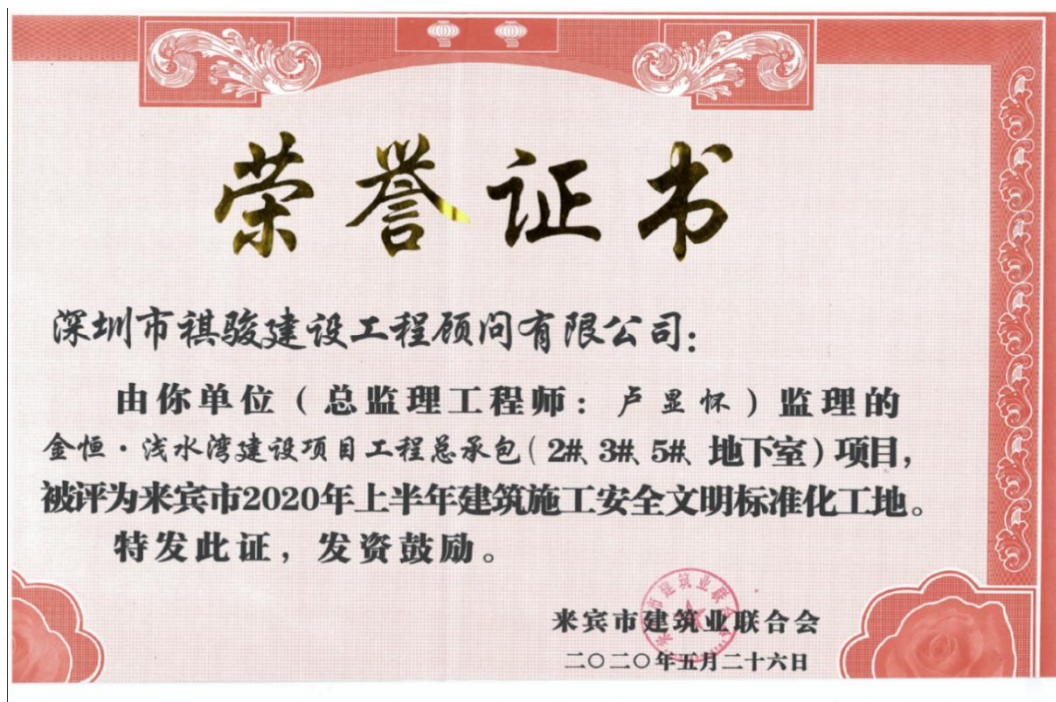 荣誉证书
深圳市祺骏建设工程顾问有限公司:
由你单位(总监理工程师:卢显怀)监理的
金恒·浅水湾建设项目工程总承包(2#、3#、5#、地下室)项目,
被评为来宾市2020年上半年建筑施工安全文明标准化工地。
特发此证,发资鼓励。
来宾市建筑业联合会
二〇二〇年五月二十六日